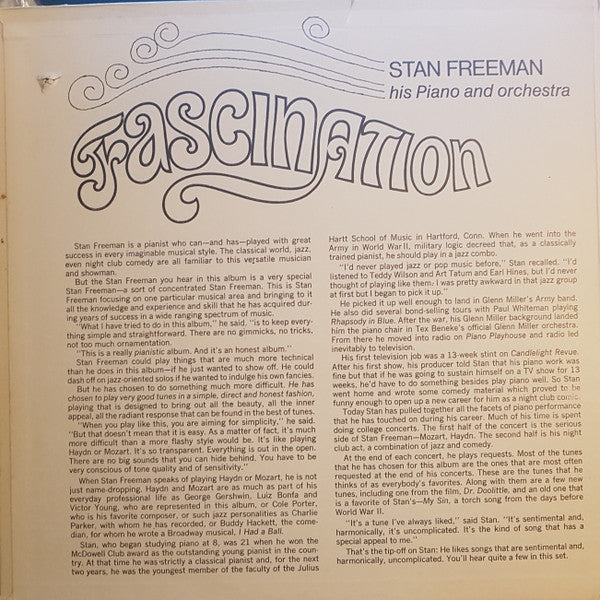 STAN FREEMAN
his Piano and orchestra
FASCINATION
Stan Freeman is a pianist who can—and has—played with great
success in every imaginable musical style. The classical world, jazz,
even night club comedy are all familiar to this versatile musician
and showman.
But the Stan Freeman you hear in this album is a very special
Stan Freeman—a sort of concentrated Stan Freeman. This is Stan
Freeman focusing on one particular musical area and bringing to it
all the knowledge and experience and skill that he has acquired dur-
ing years of success in a wide ranging spectrum of music.
"What I have tried to do in this album," he said, "is to keep every-
thing simple and straightforward. There are no gimmicks, no tricks,
not too much ornamentation.
"This is a really pianistic album. And it's an honest album."
Stan Freeman could play things that are much more technical
than he does in this album—if he just wanted to show off. He could
dash off on jazz-oriented solos if he wanted to indulge his own fancies.
But he has chosen to do something much more difficult. He has
chosen to play very good tunes in a simple, direct and honest fashion,
playing that is designed to bring out all the beauty, all the inner
appeal, all the radiant response that can be found in the best of tunes.
"When you play like this, you are aiming for simplicity," he said.
"But that doesn't mean that it is easy. As a matter of fact, it's much
more difficult than a more flashy style would be. It's like playing
Haydn or Mozart. It's so transparent. Everything is out in the open.
There are no big sounds that you can hide behind. You have to be
very conscious of tone quality and of sensitivity."
When Stan Freeman speaks of playing Haydn or Mozart, he is not
just name-dropping. Haydn and Mozart are as much as part of his
everyday professional life as George Gershwin, Luiz Bonfa and
Victor Young, who are represented in this album, or Cole Porter,
who is his favorite composer, or such jazz personalities as Charlie
Parker, with whom he has recorded, or Buddy Hackett, the come-
dian, for whom he wrote a Broadway musical, I Had a Ball.
Stan, who began studying piano at 8, was 21 when he won the
McDowell Club award as the outstanding young pianist in the coun-
try. At that time he was strictly a classical pianist and, for the next
two years, he was the youngest member of the faculty of the Julius
Hartt School of Music in Hartford, Conn. When he went into the
Army in World War II, military logic decreed that, as a classically
trained pianist, he should play in a jazz combo.
"I'd never played jazz or pop music before," Stan recalled. "I'd
listened to Teddy Wilson and Art Tatum and Earl Hines, but I'd never
thought of playing like them. I was pretty awkward in that jazz group
at first but I began to pick it up."
He picked it up well enough to land in Glenn Miller's Army band.
He also did several bond-selling tours with Paul Whiteman playing
Rhapsody in Blue. After the war, his Glenn Miller background landed
him the piano chair in Tex Beneke's official Glenn Miller orchestra.
From there he moved into radio on Piano Playhouse and radio led
inevitably to television.
His first television job was a 13-week stint on Candlelight Revue.
After his first show, his producer told Stan that his piano work was
fine but that if he was going to sustain himself on a TV show for 13
weeks, he'd have to do something besides play piano well. So Stan
went home and wrote some comedy material which proved to be
funny enough to open up a new career for him as a night club comic.
Today Stan has pulled together all the facets of piano performance
that he has touched on during his career. Much of his time is spent
doing college concerts. The first half of the concert is the serious
side of Stan Freeman—Mozart, Haydn. The second half is his night
club act, a combination of jazz and comedy.
At the end of each concert, he plays requests. Most of the tunes
that he has chosen for this album are the ones that are most often
requested at the end of his concerts. These are the tunes that he
thinks of as everybody's favorites. Along with them are a few new
tunes, including one from the film, Dr. Doolittle, and an old one that
is a favorite of Stan's—My Sin, a torch song from the days before
World War II.
"It's a tune I've always liked," said Stan. "It's sentimental and,
harmonically, it's uncomplicated. It's the kind of song that has a
special appeal to me."
That's the tip-off on Stan: He likes songs that are sentimental and,
harmonically, uncomplicated. You'll hear quite a few in this set.